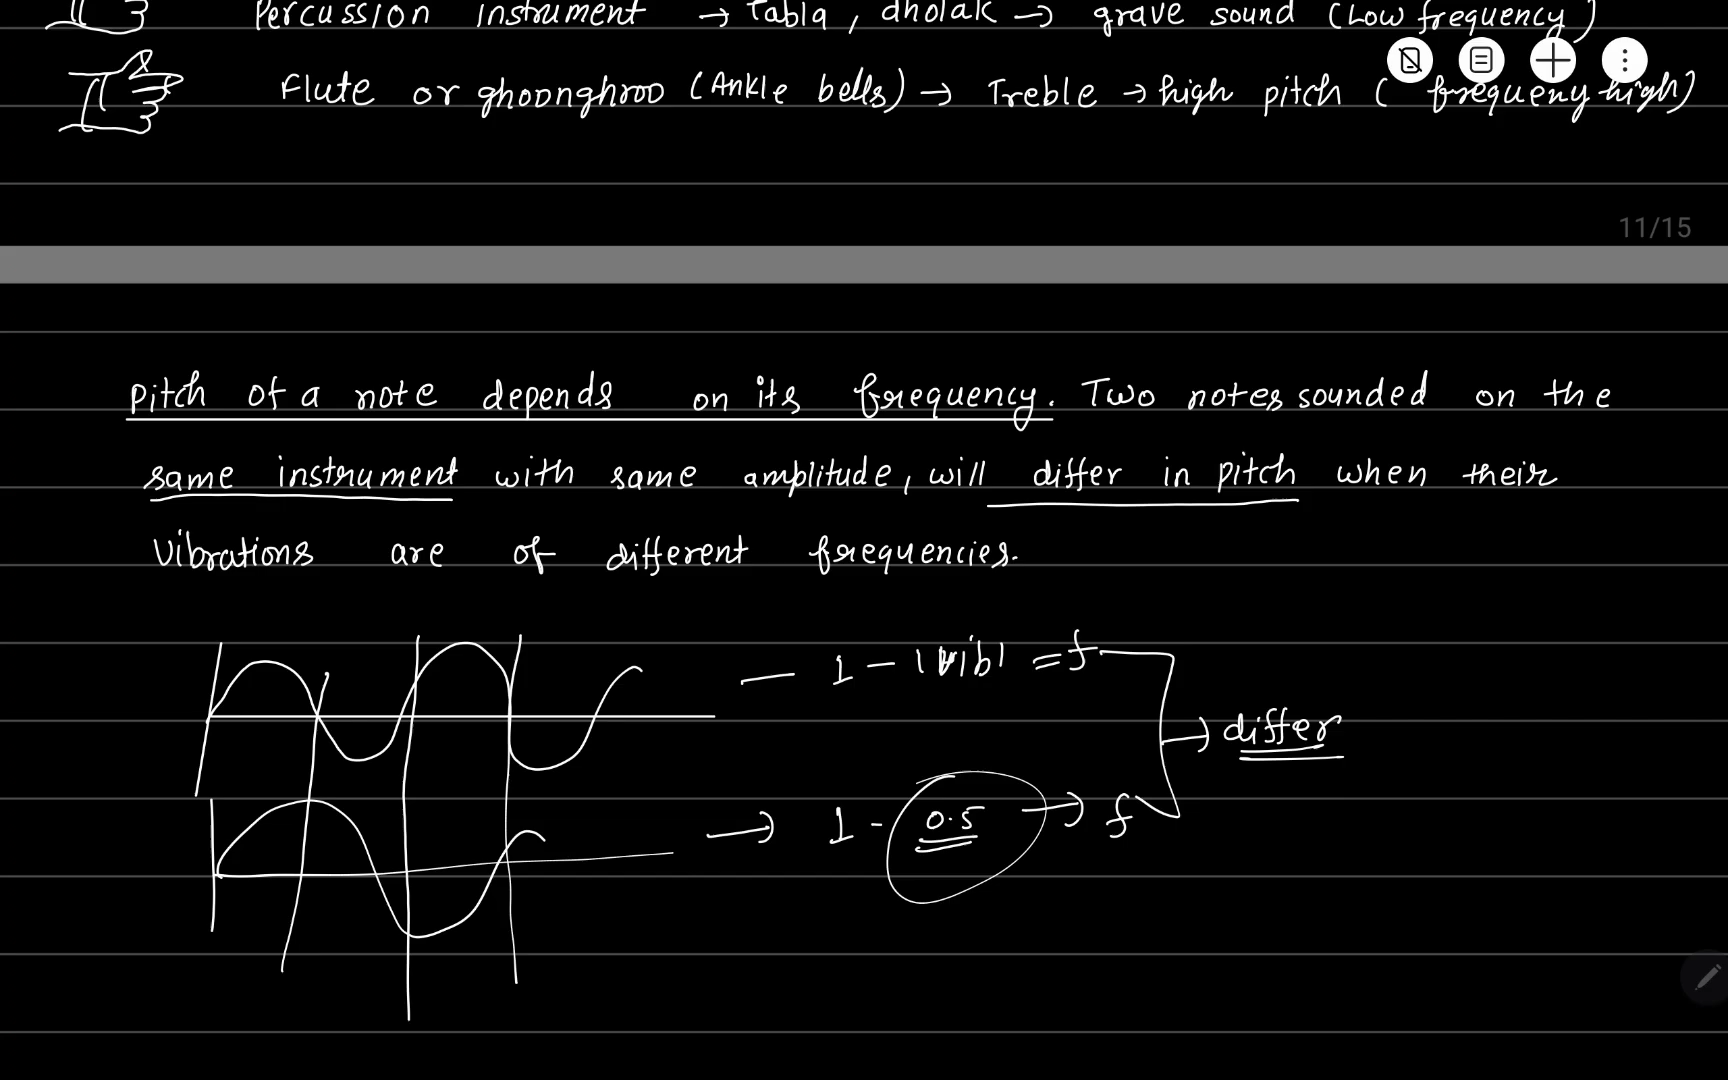 Percussion instrument → Tabla, dholak → grave sound (Low frequency)
Flute or ghoonghroo (Ankle bells) → Treble → high pitch ( frequeny high)
11/15
Pitch of a note depends on its frequency. Two notes sounded on the
same instrument with same amplitude, will differ in pitch when their
vibrations are of different frequencies.
— 1 - 1 vib = f
→ differ
→ 1 - 0.5 → f